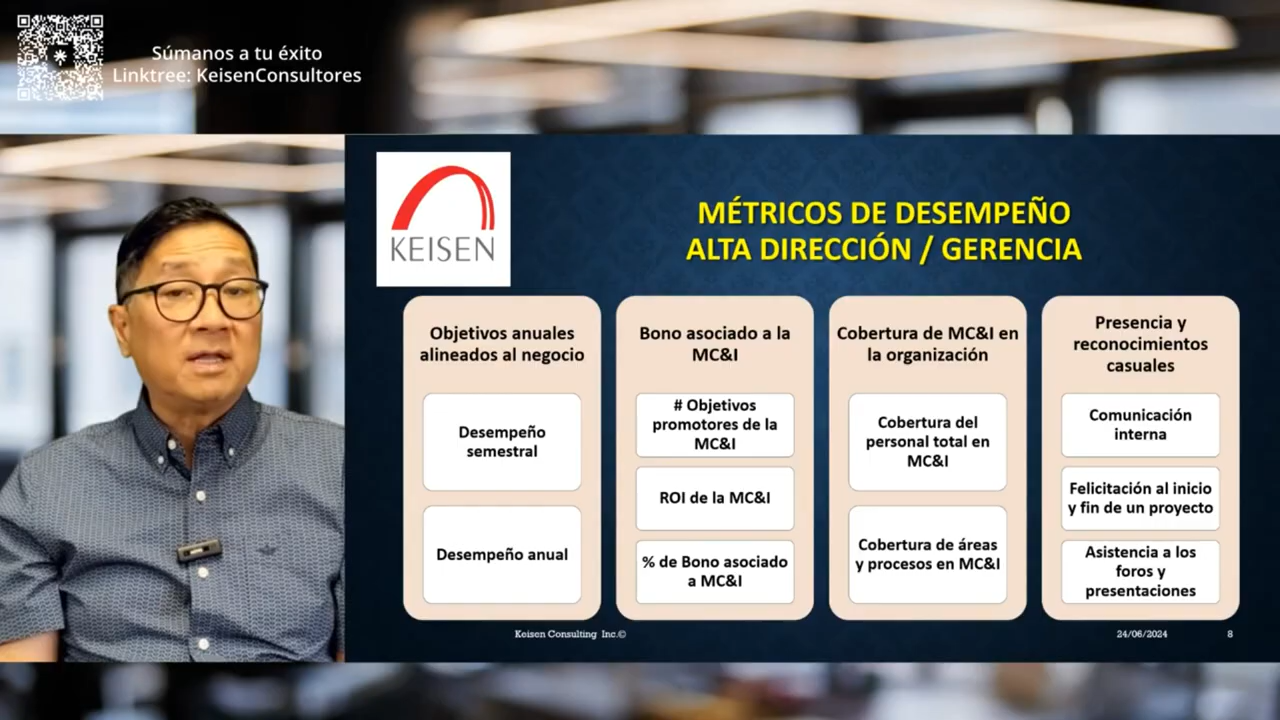 Súmanos a tu éxito
Linktree: KeisenConsultores
KEISEN
MÉTRICOS DE DESEMPEÑO
ALTA DIRECCIÓN / GERENCIA
Objetivos anuales
alineados al negocio
Desempeño
semestral
Desempeño anual
Bono asociado a la
MC&I
# Objetivos
promotores de la
MC&I
ROI de la MC&I
% de Bono asociado
a MC&I
Cobertura de MC&I en
la organización
Cobertura del
personal total en
MC&I
Cobertura de áreas
y procesos en MC&I
Presencia y
reconocimientos
casuales
Comunicación
interna
Felicitación al inicio
y fin de un proyecto
Asistencia a los
foros y
presentaciones
Keisen Consulting Inc.©
24/06/2024
8